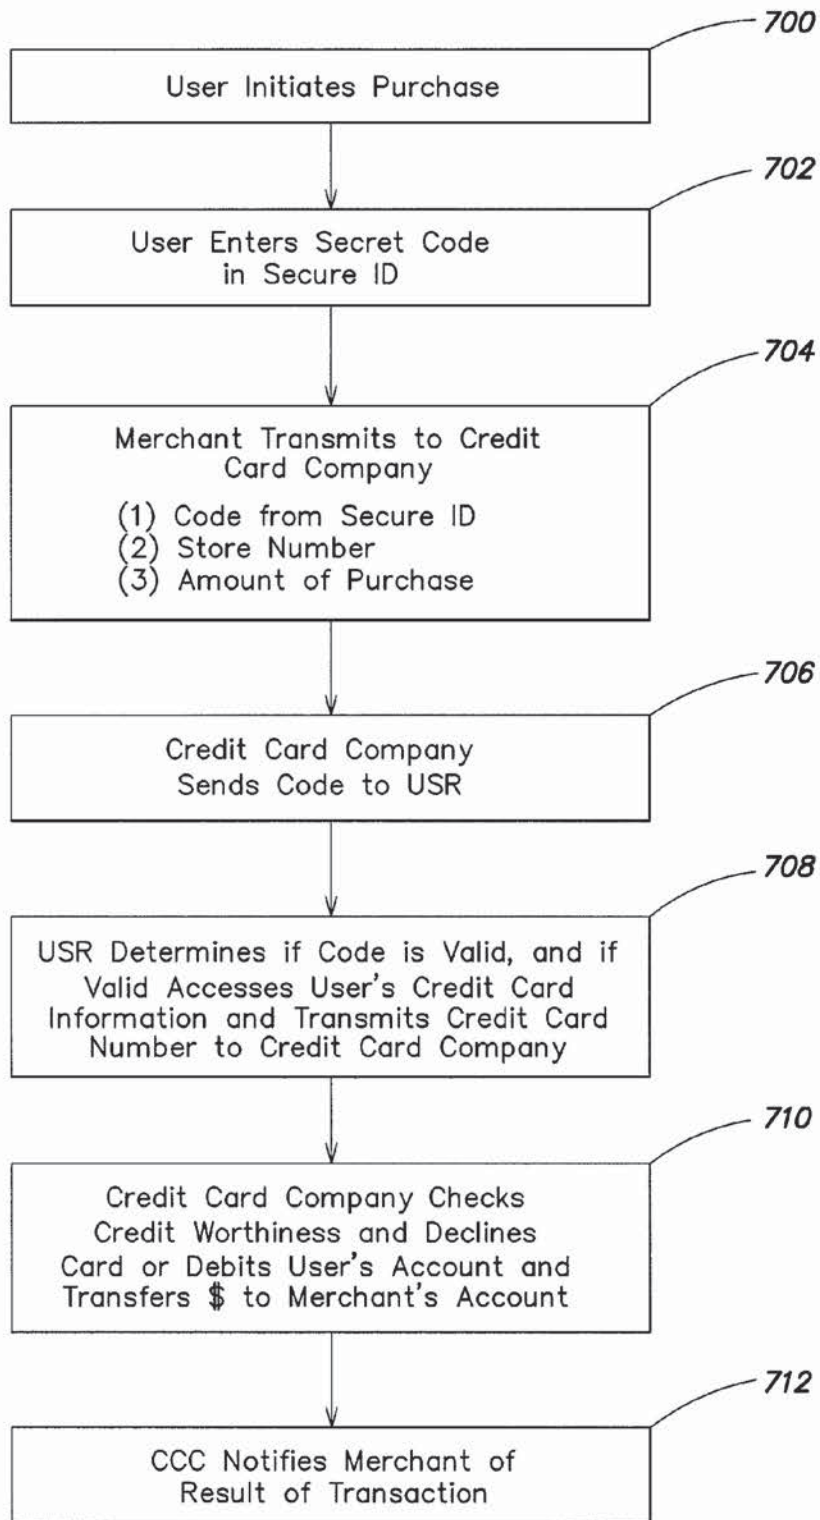 700
User Initiates Purchase
702
User Enters Secret Code
in Secure ID
704
Merchant Transmits to Credit
Card Company
(1) Code from Secure ID
(2) Store Number
(3) Amount of Purchase
706
Credit Card Company
Sends Code to USR
708
USR Determines if Code is Valid, and if
Valid Accesses User's Credit Card
Information and Transmits Credit Card
Number to Credit Card Company
710
Credit Card Company Checks
Credit Worthiness and Declines
Card or Debits User's Account and
Transfers $ to Merchant's Account
712
CCC Notifies Merchant of
Result of Transaction